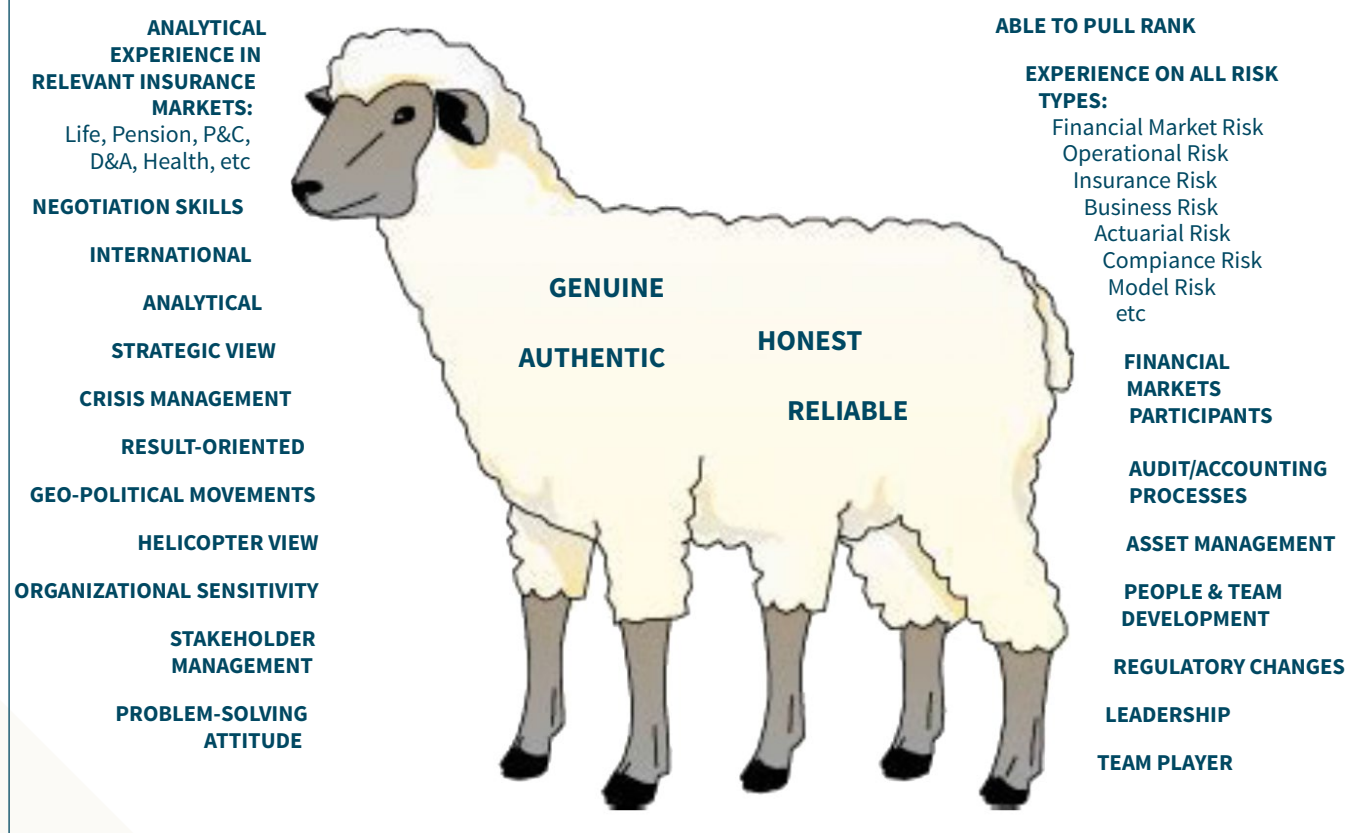 ANALYTICAL
EXPERIENCE IN
RELEVANT INSURANCE
MARKETS:
Life, Pension, P&C,
D&A, Health, etc
NEGOTIATION SKILLS
INTERNATIONAL
ANALYTICAL
STRATEGIC VIEW
CRISIS MANAGEMENT
RESULT-ORIENTED
GEO-POLITICAL MOVEMENTS
HELICOPTER VIEW
ORGANIZATIONAL SENSITIVITY
STAKEHOLDER
MANAGEMENT
PROBLEM-SOLVING
ATTITUDE
GENUINE
AUTHENTIC
HONEST
RELIABLE
ABLE TO PULL RANK
EXPERIENCE ON ALL RISK
TYPES:
Financial Market Risk
Operational Risk
Insurance Risk
Business Risk
Actuarial Risk
Compiance Risk
Model Risk
etc
FINANCIAL
MARKETS
PARTICIPANTS
AUDIT/ACCOUNTING
PROCESSES
ASSET MANAGEMENT
PEOPLE & TEAM
DEVELOPMENT
REGULATORY CHANGES
LEADERSHIP
TEAM PLAYER